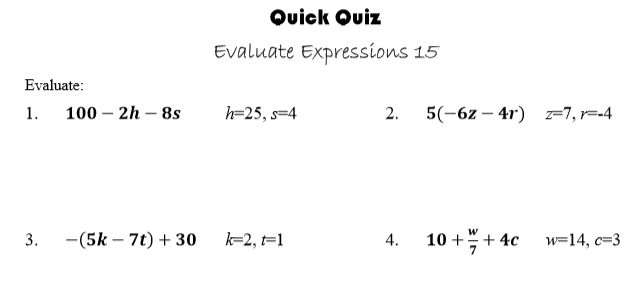 Quick Quiz
Evaluate Expressions 15
Evaluate:
1. 100 – 2h – 8s h=25, s=4 2. 5(−6z – 4r) z=7, r=-4
3. −(5k – 7t) + 30 k=2, t=1 4. 10 + w/7 + 4c w=14, c=3